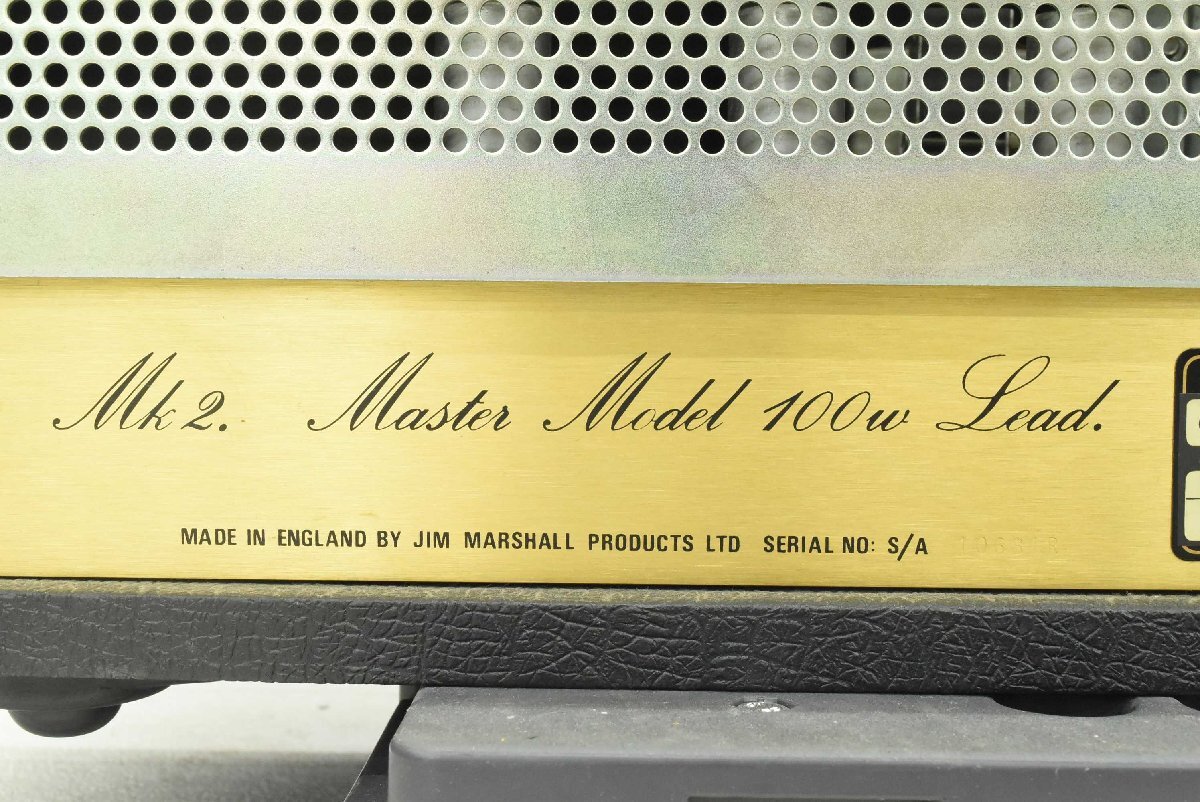 Mk 2. Master Model 100w Lead.
MADE IN ENGLAND BY JIM MARSHALL PRODUCTS LTD SERIAL NO: S/A